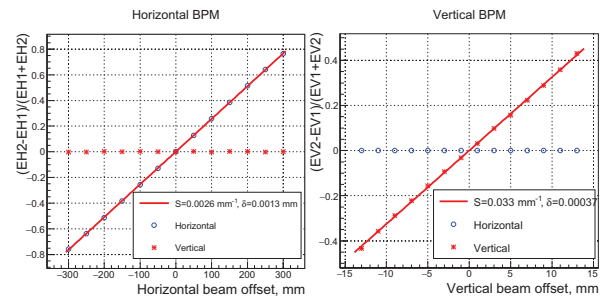 Horizontal BPM
(EH2-EH1)/(EH1+EH2)
0.8
0.6
0.4
0.2
0
−0.2
−0.4
−0.6
−0.8
S=0.0026 mm-1, δ=0.0013 mm
Horizontal
Vertical
−300 −200 −100 0 100 200 300
Horizontal beam offset, mm
Vertical BPM
(EV2-EV1)/(EV1+EV2)
0.4
0.2
0
−0.2
−0.4
S=0.033 mm-1, δ=0.00037
Horizontal
Vertical
−15 −10 −5 0 5 10 15
Vertical beam offset, mm